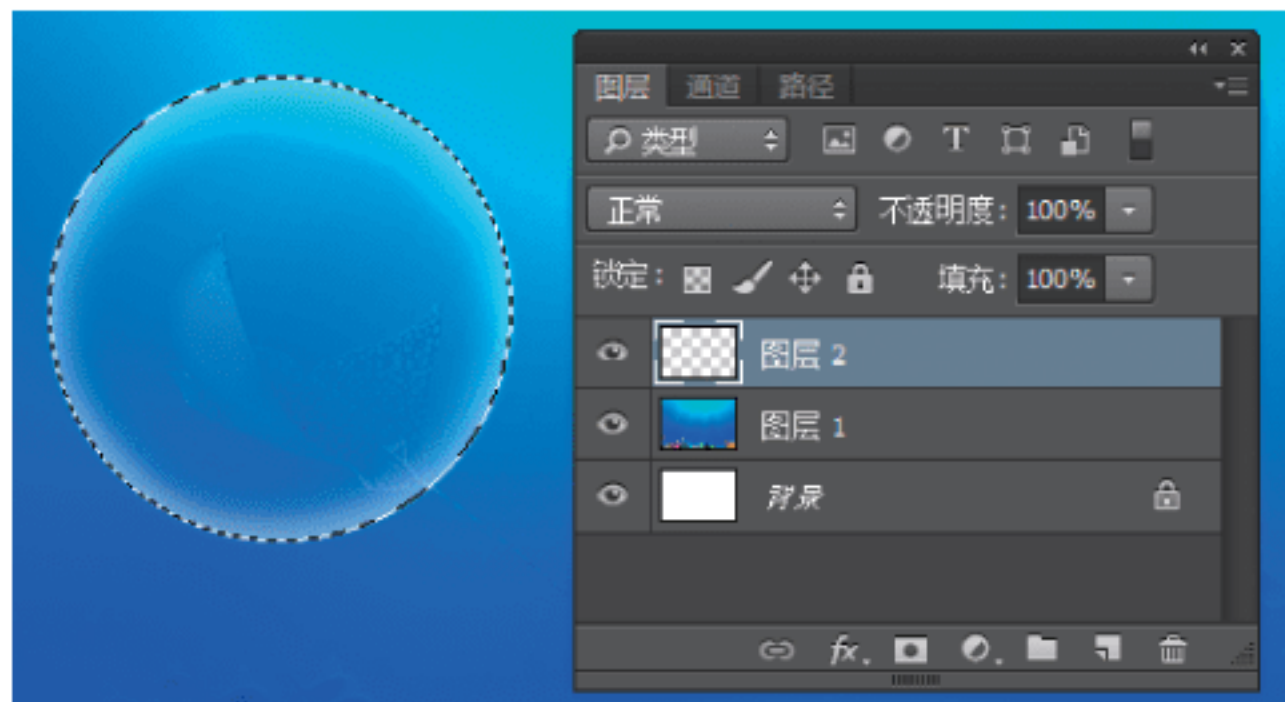 图层 通道 路径
类型
正常 不透明度: 100%
锁定: 填充: 100%
图层 2
图层 1
背景
fx.